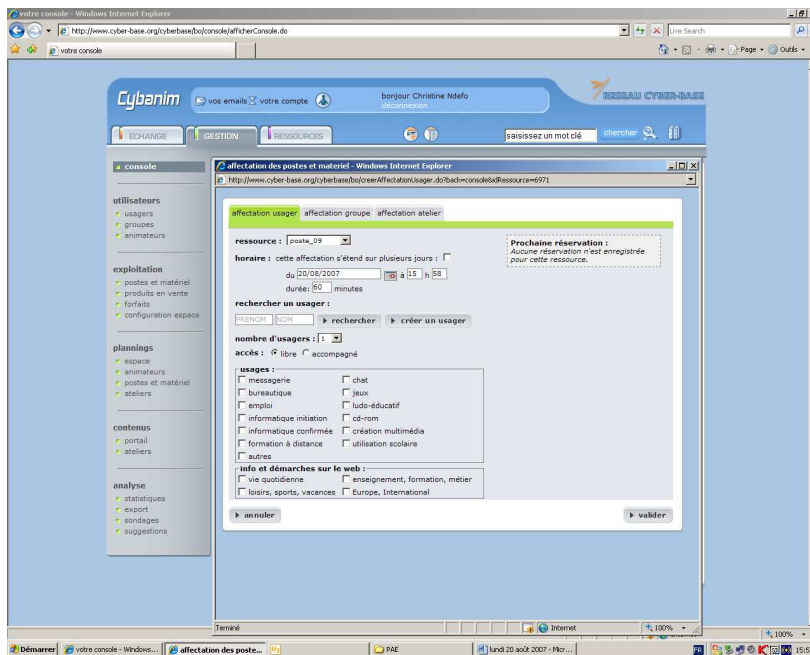 votre console - Windows Internet Explorer
http://www.cyber-base.org/cyberbase/bo/console/afficherConsole.do
Live Search
votre console
Page
Outils
Cybanim
vos emails
votre compte
bonjour Christine Ndefo
déconnexion
RESEAU CYBER-BASE
ECHANGE
GESTION
RESSOURCES
saisissez un mot clé
chercher
console
utilisateurs
usagers
groupes
animateurs
exploitation
postes et matériel
produits en vente
forfaits
configuration espace
plannings
espace
animateurs
postes et matériel
ateliers
contenus
portail
ateliers
analyse
statistiques
export
sondages
suggestions
affectation des postes et materiel - Windows Internet Explorer
http://www.cyber-base.org/cyberbase/bo/creerAffectationUsager.do?back=console&idRessource=6971
affectation usager
affectation groupe
affectation atelier
ressource : poste_09
horaire : cette affectation s'étend sur plusieurs jours :
du 20/08/2007 à 15 h 58
durée: 60 minutes
Prochaine réservation :
Aucune réservation n'est enregistrée
pour cette ressource.
rechercher un usager :
PRENOM NOM rechercher créer un usager
nombre d'usagers : 1
accès : libre accompagné
usages :
messagerie chat
bureautique jeux
emploi ludo-éducatif
informatique initiation cd-rom
informatique confirmée création multimédia
formation à distance utilisation scolaire
autres
info et démarches sur le web :
vie quotidienne enseignement, formation, métier
loisirs, sports, vacances Europe, International
annuler
valider
Terminé
Internet
100%
100%
Démarrer
votre console - Windows...
affectation des poste...
PAE
lundi 20 août 2007 - Micr...
FR